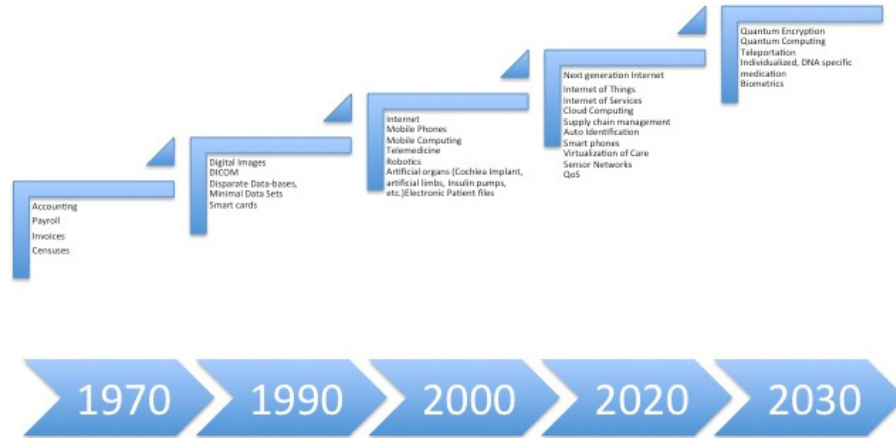 Accounting
Payroll
Invoices
Censuses
Digital Images
DICOM
Disparate Data-bases,
Minimal Data Sets
Smart cards
Internet
Mobile Phones
Mobile Computing
Telemedicine
Robotics
Artificial organs (Cochlea Implant,
artificial limbs, Insulin pumps,
etc.)Electronic Patient files
Next generation Internet
Internet of Things
Internet of Services
Cloud Computing
Supply chain management
Auto Identification
Smart phones
Virtualization of Care
Sensor Networks
QoS
Quantum Encryption
Quantum Computing
Teleportation
Individualized, DNA specific
medication
Biometrics
1970
1990
2000
2020
2030